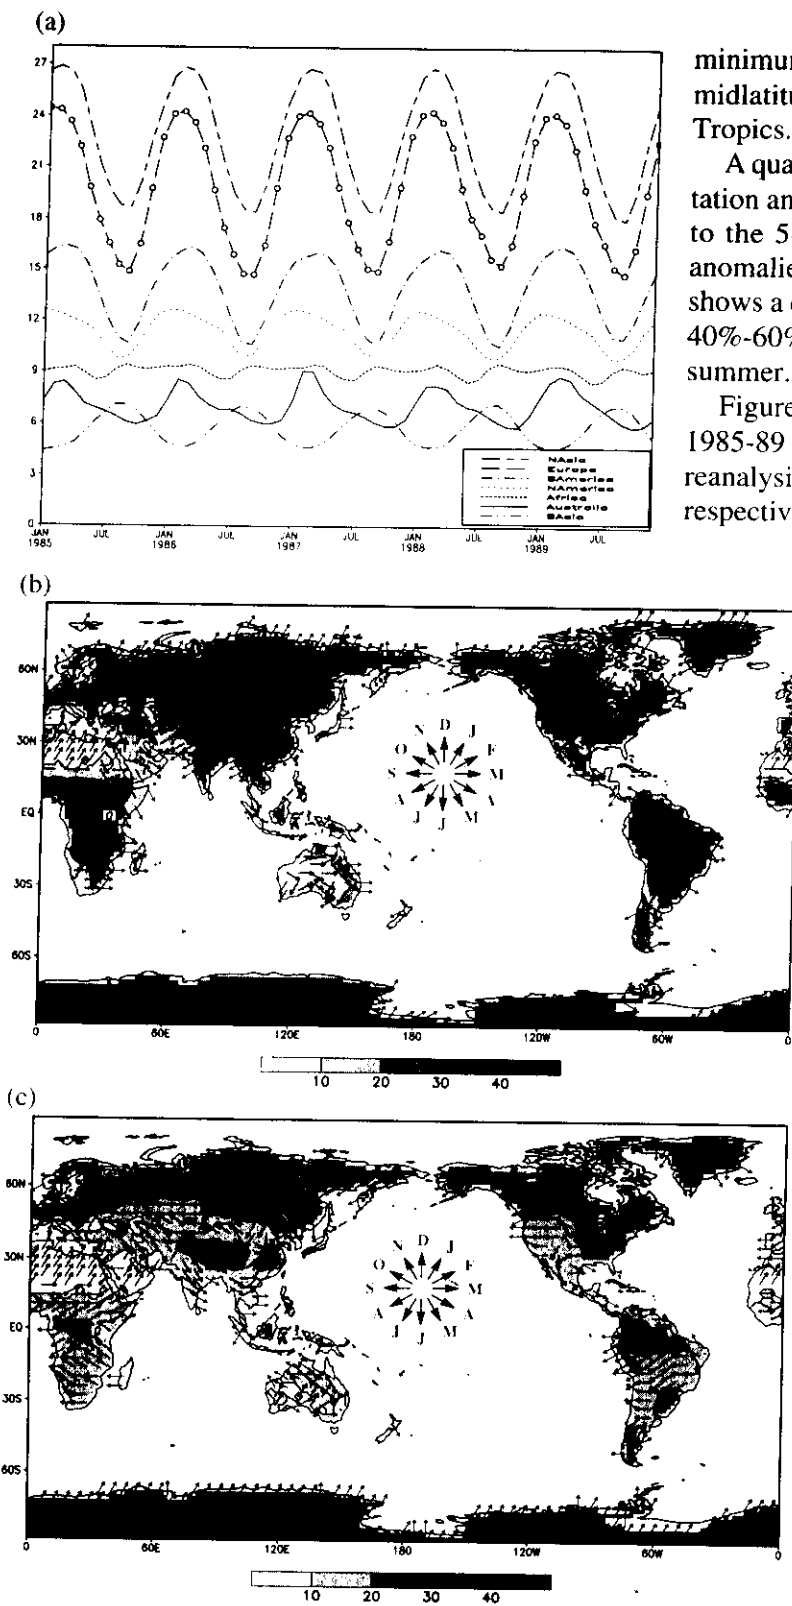 (a)
minimum
midlatitu
Tropics.
A qua
tation an
to the 5-
anomalie
shows a
40%-60%
summer.
Figure
1985-89
reanalysis
respectiv
27
24
21
18
15
12
9
6
3
0
NAsia
Europe
SAmerica
NAmerica
Africa
Australia
SAsia
JAN 1985
JUL
JAN 1986
JUL
JAN 1987
JUL
JAN 1988
JUL
JAN 1989
JUL
(b)
60N
30N
EQ
30S
60S
N D J
O F
S M
A A
J J M
0 60E 120E 180 120W 60W 0
10 20 30 40
(c)
60N
30N
EQ
30S
60S
N D J
O F
S M
A A
J J M
0 60E 120E 180 120W 60W 0
10 20 30 40